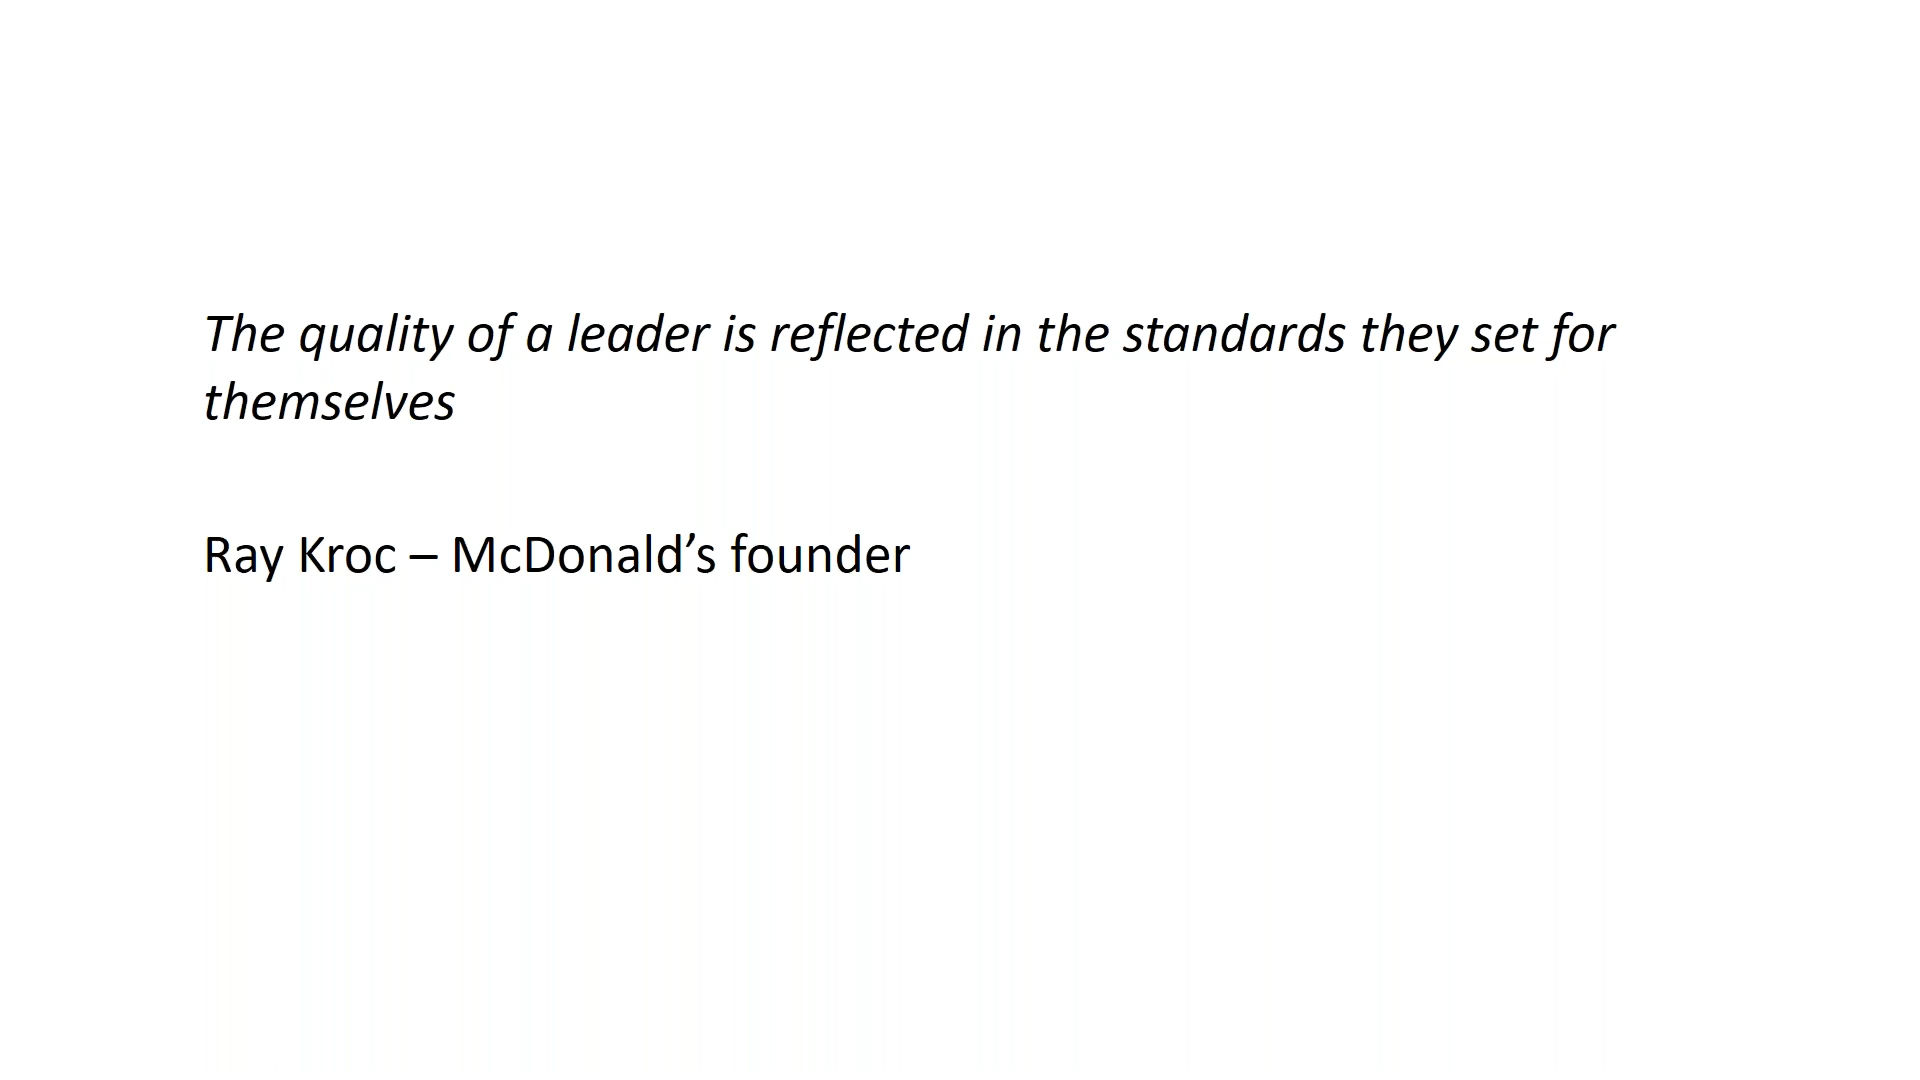 The quality of a leader is reflected in the standards they set for
themselves
Ray Kroc – McDonald’s founder